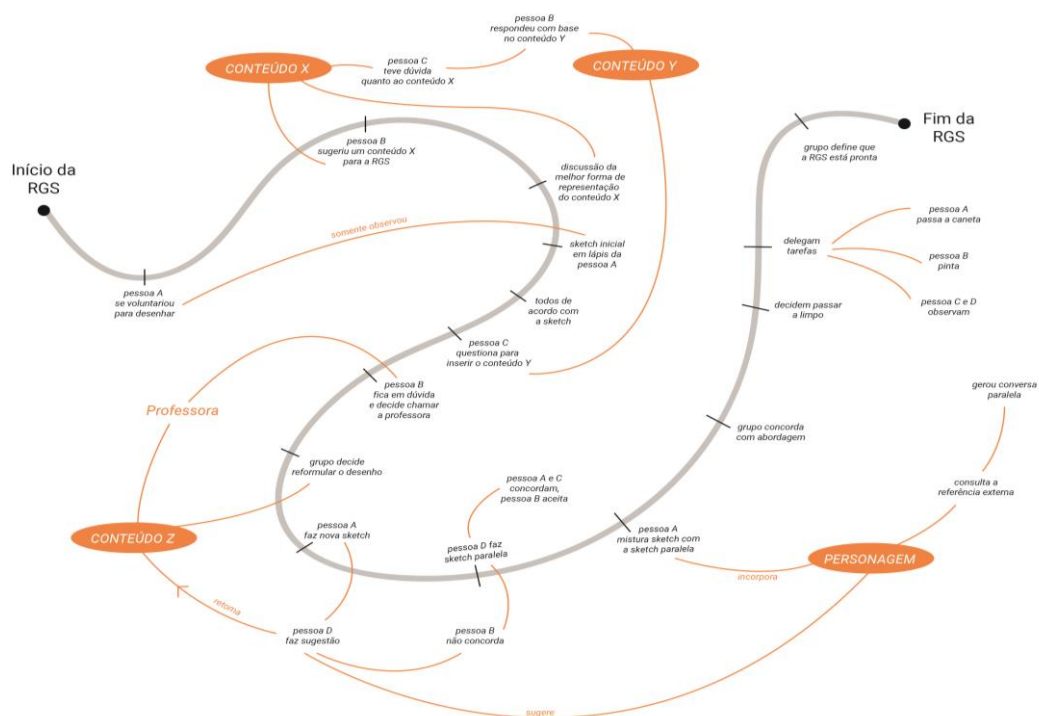 Início da
RGS
pessoa A
se voluntariou
para desenhar
somente observou
pessoa B
sugeriu um conteúdo X
para a RGS
CONTEÚDO X
pessoa C
teve dúvida
quanto ao conteúdo X
pessoa B
respondeu com base
no conteúdo Y
CONTEÚDO Y
discussão da
melhor forma de
representação
do conteúdo X
sketch inicial
em lápis da
pessoa A
todos de
acordo com
a sketch
pessoa C
questiona para
inserir o conteúdo Y
pessoa B
fica em dúvida
e decide chamar
a professora
Professora
grupo decide
reformular o desenho
CONTEÚDO Z
pessoa A
faz nova sketch
retoma
pessoa D
faz sugestão
pessoa B
não concorda
pessoa D faz
sketch paralela
pessoa A e C
concordam,
pessoa B aceita
pessoa A
mistura sketch com
a sketch paralela
incorpora
PERSONAGEM
sugere
consulta a
referência externa
gerou conversa
paralela
grupo concorda
com abordagem
decidem passar
a limpo
delegam
tarefas
pessoa A
passa a caneta
pessoa B
pinta
pessoa C e D
observam
grupo define que
a RGS está pronta
Fim da
RGS